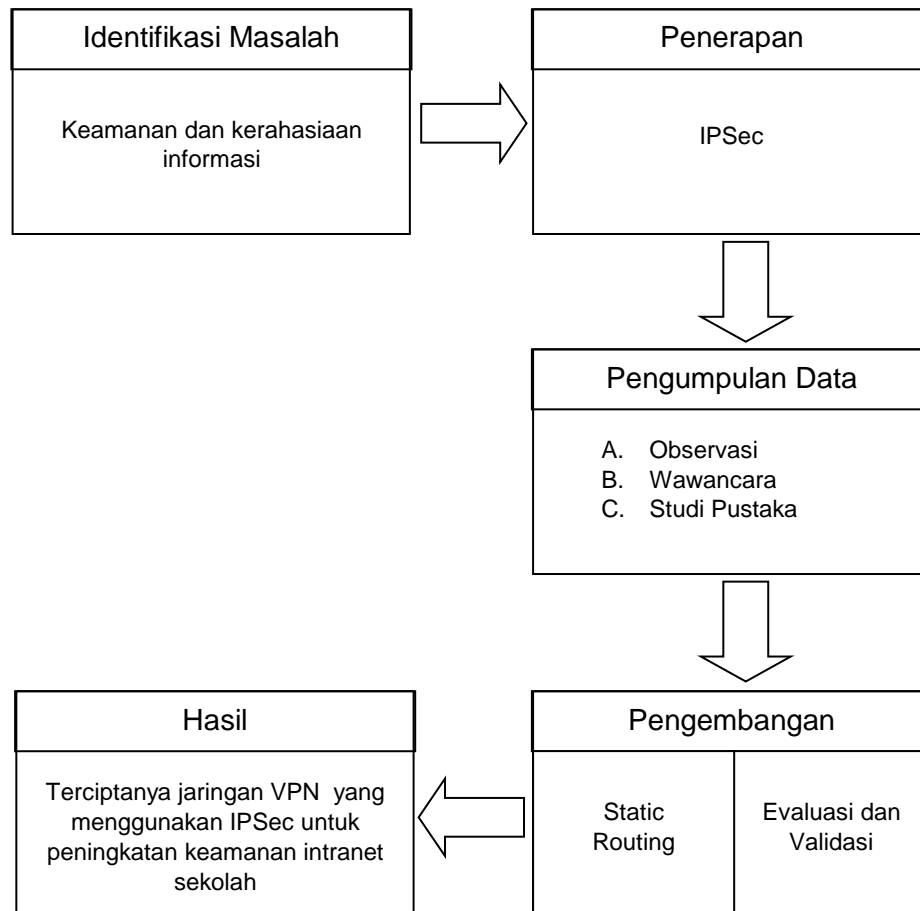 Identifikasi Masalah
Keamanan dan kerahasiaan
informasi
Penerapan
IPSec
Pengumpulan Data
A. Observasi
B. Wawancara
C. Studi Pustaka
Pengembangan
Static
Routing
Evaluasi dan
Validasi
Hasil
Terciptanya jaringan VPN yang
menggunakan IPSec untuk
peningkatan keamanan intranet
sekolah